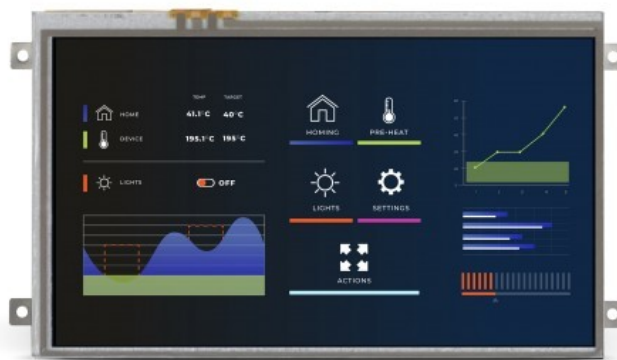 TEMP TARGET
HOME 41.1°C 40°C
DEVICE 195.1°C 195°C
LIGHTS OFF
HOMING PRE-HEAT
LIGHTS SETTINGS
ACTIONS